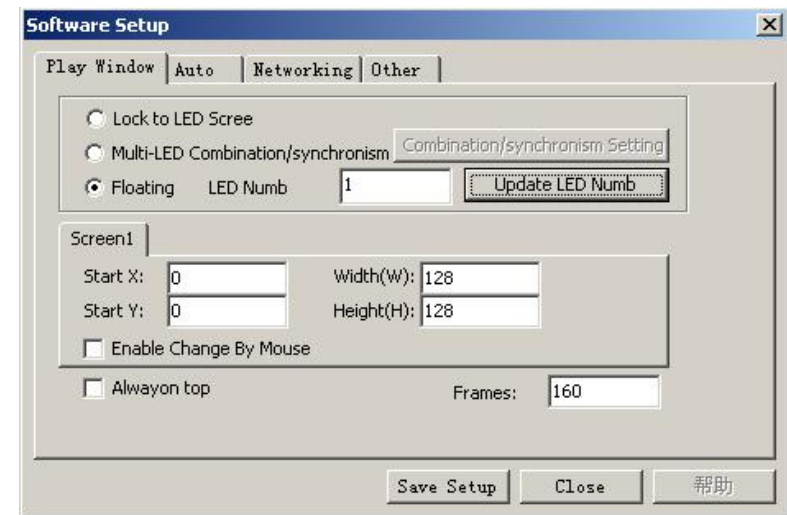 Software Setup
Play Window Auto Networking Other
Lock to LED Scree
Multi-LED Combination/synchronism Combination/synchronism Setting
Floating LED Numb 1 Update LED Numb
Screen1
Start X: 0 Width(W): 128
Start Y: 0 Height(H): 128
Enable Change By Mouse
Alwayon top Frames: 160
Save Setup Close 帮助